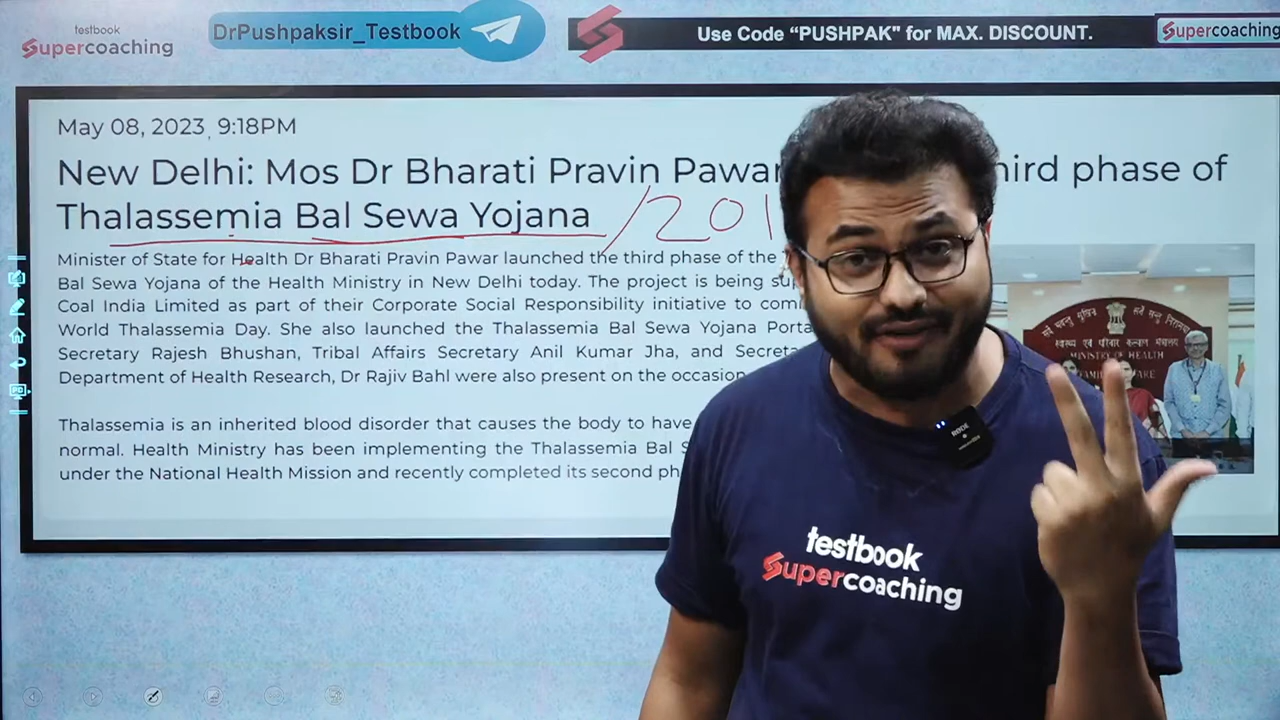 testbook
Supercoaching
DrPushpaksir_Testbook
Use Code “PUSHPAK” for MAX. DISCOUNT.
Supercoaching
May 08, 2023, 9:18PM
New Delhi: Mos Dr Bharati Pravin Pawar hird phase of
Thalassemia Bal Sewa Yojana /201
Minister of State for Health Dr Bharati Pravin Pawar launched the third phase of the
Bal Sewa Yojana of the Health Ministry in New Delhi today. The project is being
Coal India Limited as part of their Corporate Social Responsibility initiative to
World Thalassemia Day. She also launched the Thalassemia Bal Sewa Yojana
Secretary Rajesh Bhushan, Tribal Affairs Secretary Anil Kumar Jha, and
Department of Health Research, Dr Rajiv Bahl were also present on the occasion
Thalassemia is an inherited blood disorder that causes the body to have
normal. Health Ministry has been implementing the Thalassemia Bal
under the National Health Mission and recently completed its second
MINISTRY OF HEALTH
RODE
testbook
Supercoaching